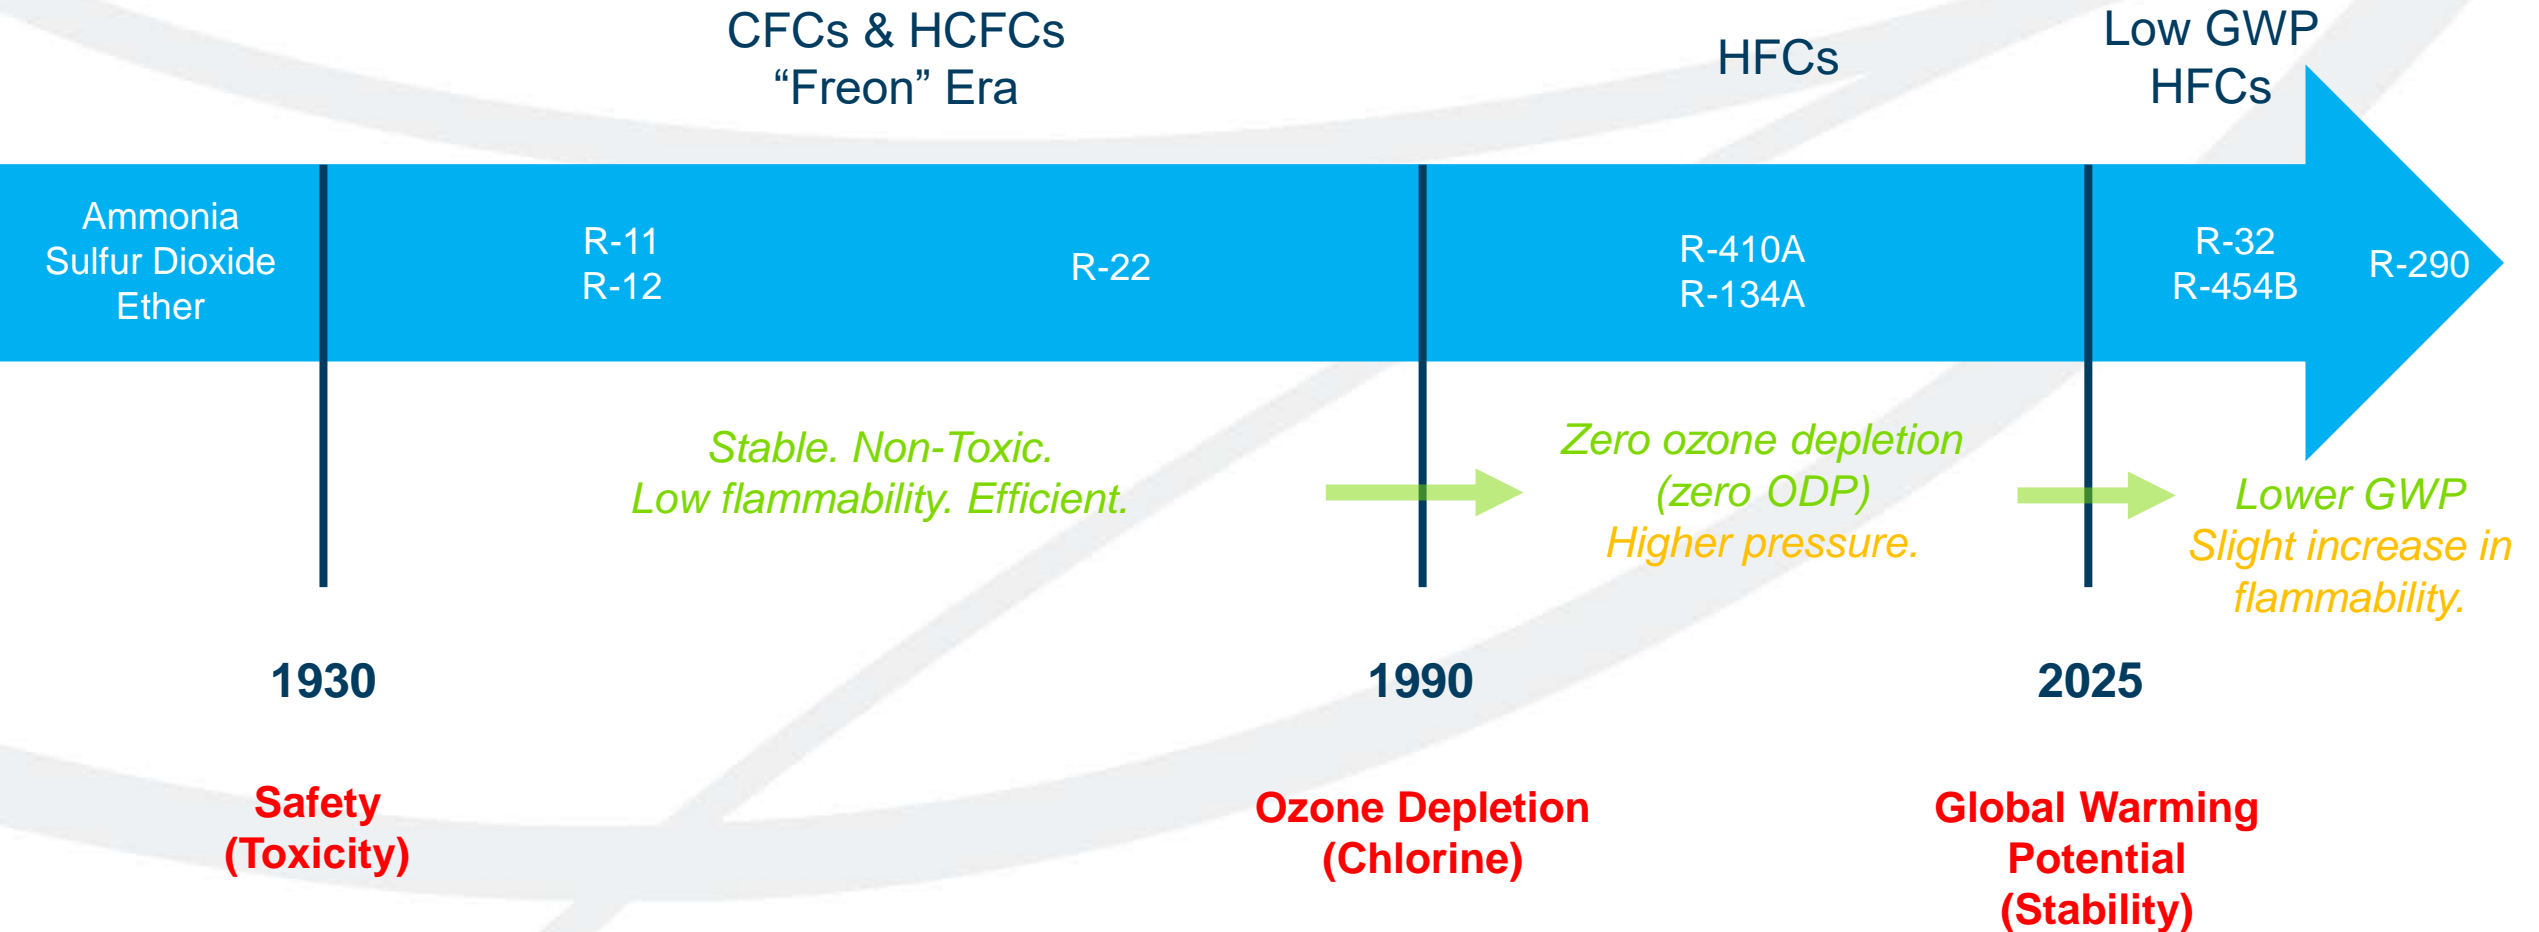 CFCs & HCFCs
“Freon” Era
HFCs
Low GWP
HFCs
Ammonia
Sulfur Dioxide
Ether
R-11
R-12
R-22
R-410A
R-134A
R-32
R-454B
R-290
Stable. Non-Toxic.
Low flammability. Efficient.
Zero ozone depletion
(zero ODP)
Higher pressure.
Lower GWP
Slight increase in
flammability.
1930
1990
2025
Safety
(Toxicity)
Ozone Depletion
(Chlorine)
Global Warming
Potential
(Stability)